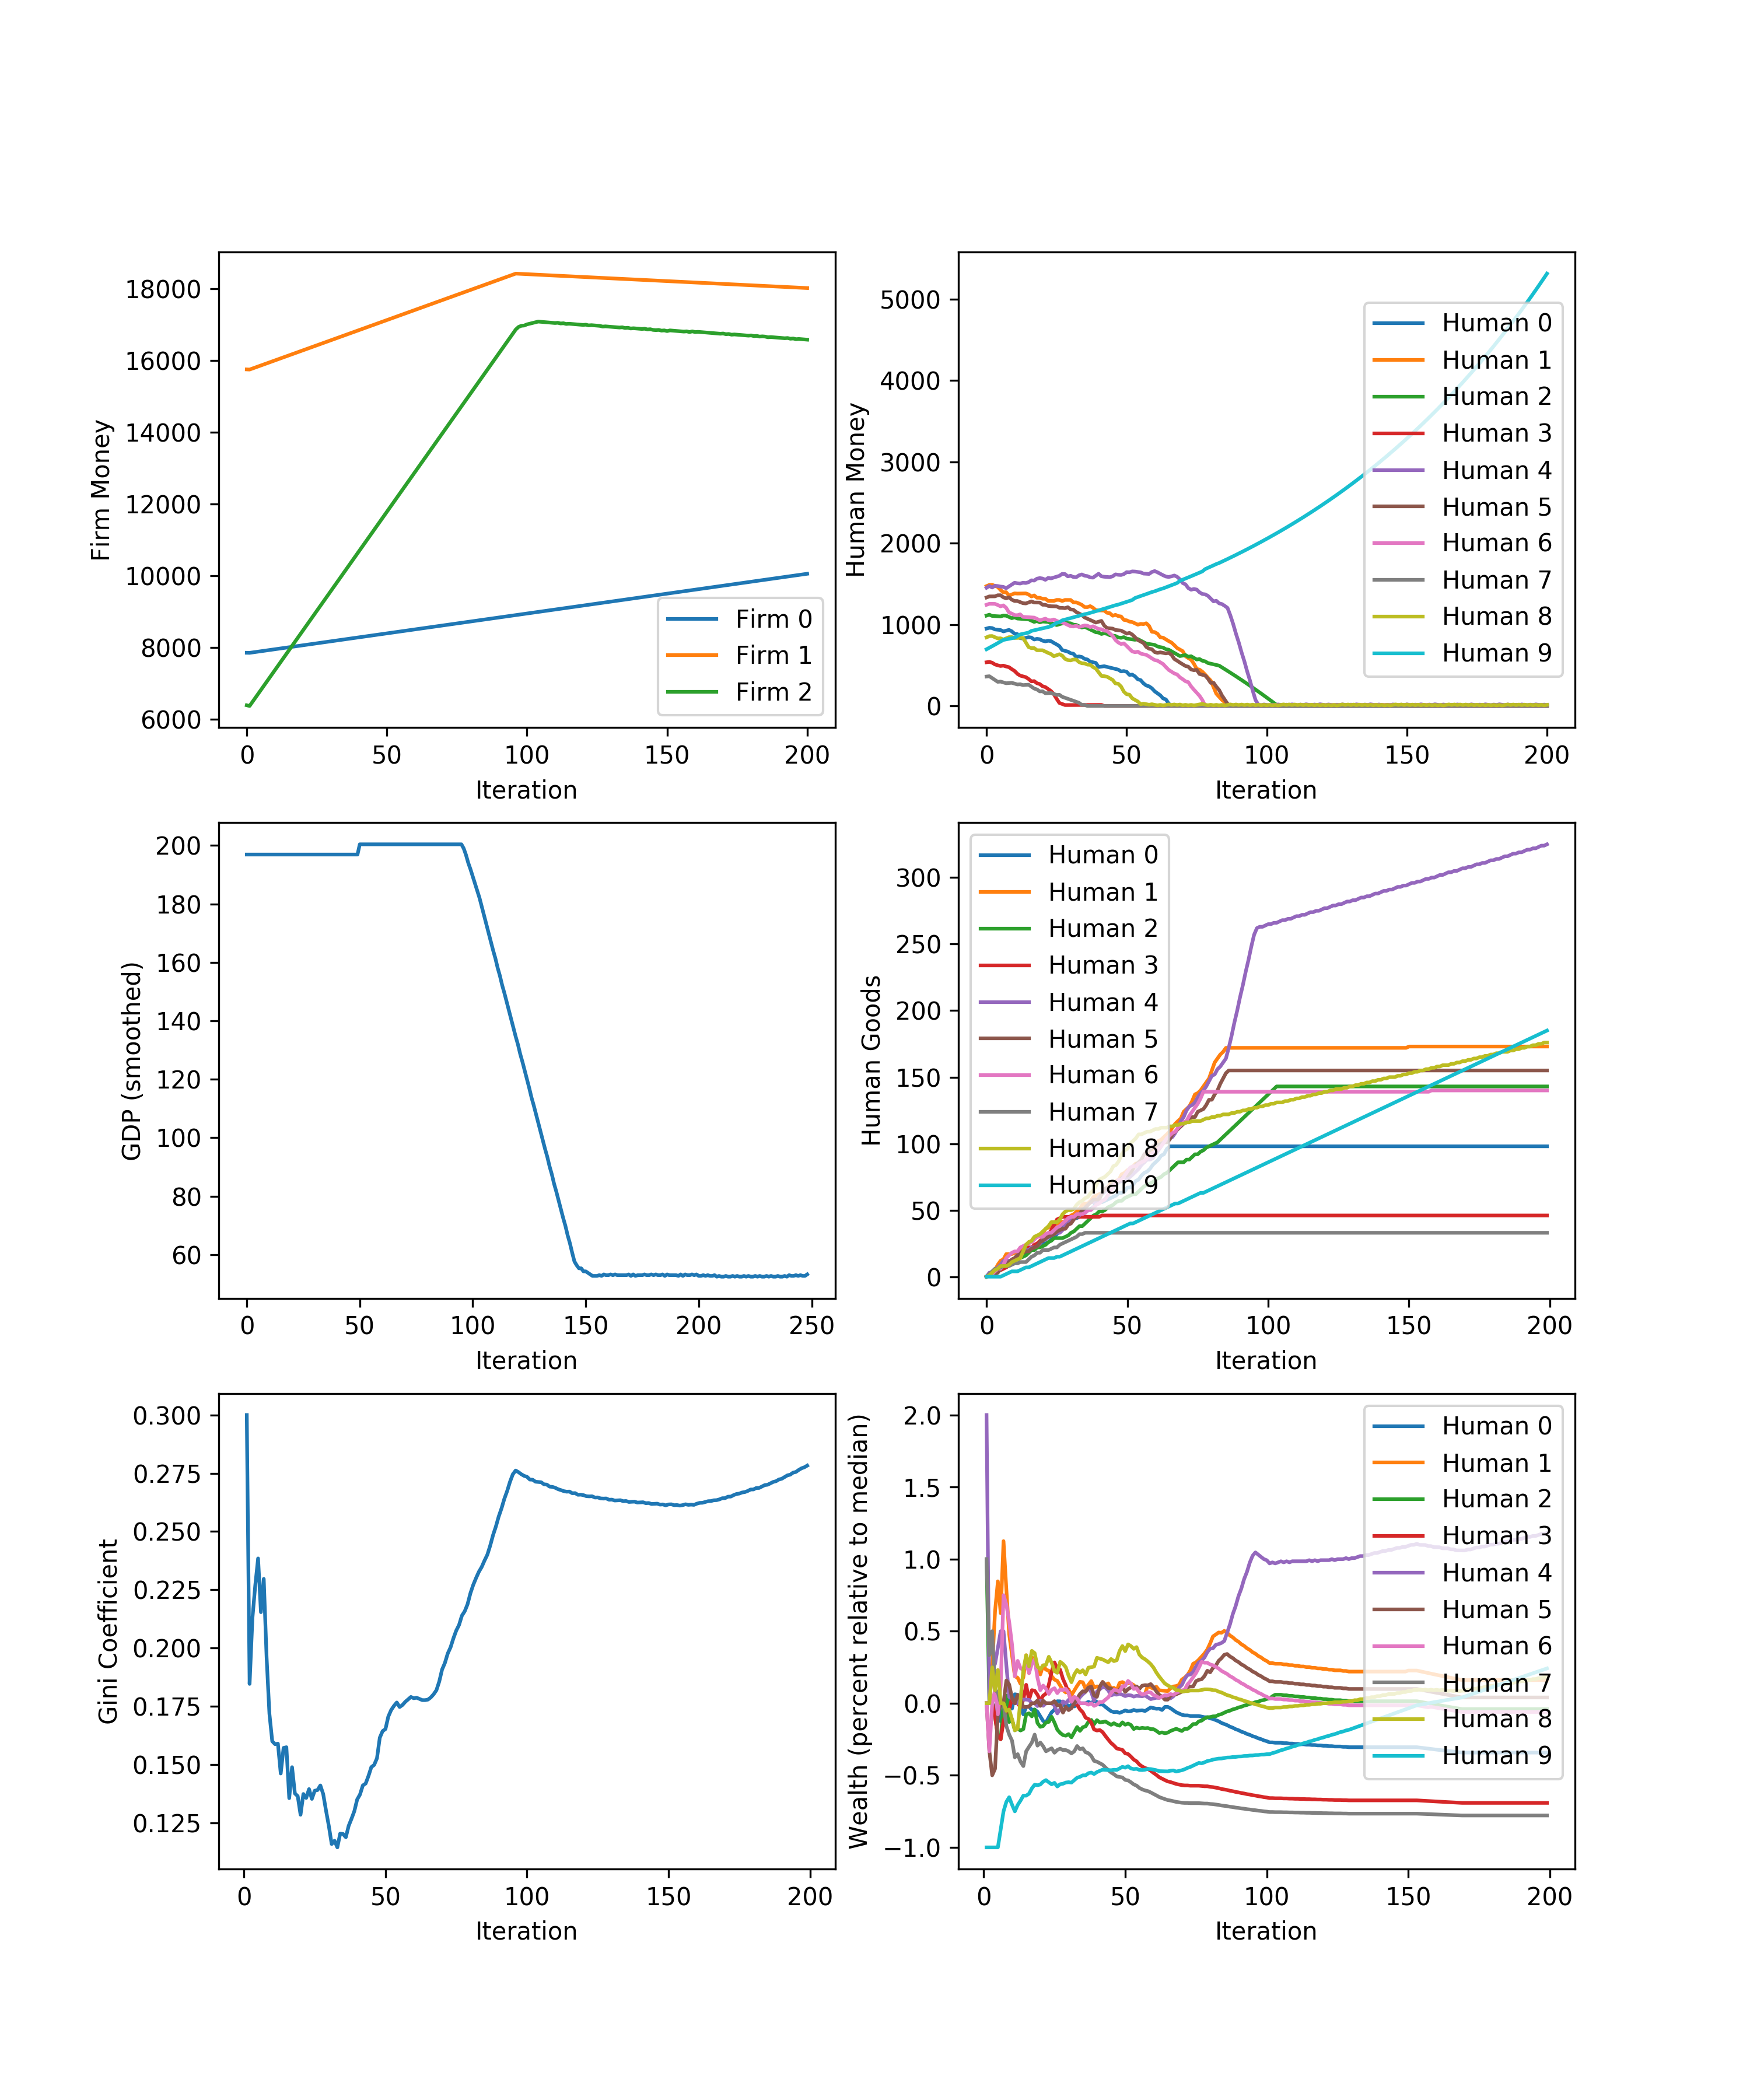 18000
16000
14000
12000
10000
8000
6000
Firm Money
Firm 0
Firm 1
Firm 2
0 50 100 150 200
Iteration
5000
4000
3000
2000
1000
0
Human Money
Human 0
Human 1
Human 2
Human 3
Human 4
Human 5
Human 6
Human 7
Human 8
Human 9
0 50 100 150 200
Iteration
200
180
160
140
120
100
80
60
GDP (smoothed)
0 50 100 150 200 250
Iteration
300
250
200
150
100
50
0
Human Goods
Human 0
Human 1
Human 2
Human 3
Human 4
Human 5
Human 6
Human 7
Human 8
Human 9
0 50 100 150 200
Iteration
0.300
0.275
0.250
0.225
0.200
0.175
0.150
0.125
Gini Coefficient
0 50 100 150 200
Iteration
2.0
1.5
1.0
0.5
0.0
−0.5
−1.0
Wealth (percent relative to median)
Human 0
Human 1
Human 2
Human 3
Human 4
Human 5
Human 6
Human 7
Human 8
Human 9
0 50 100 150 200
Iteration